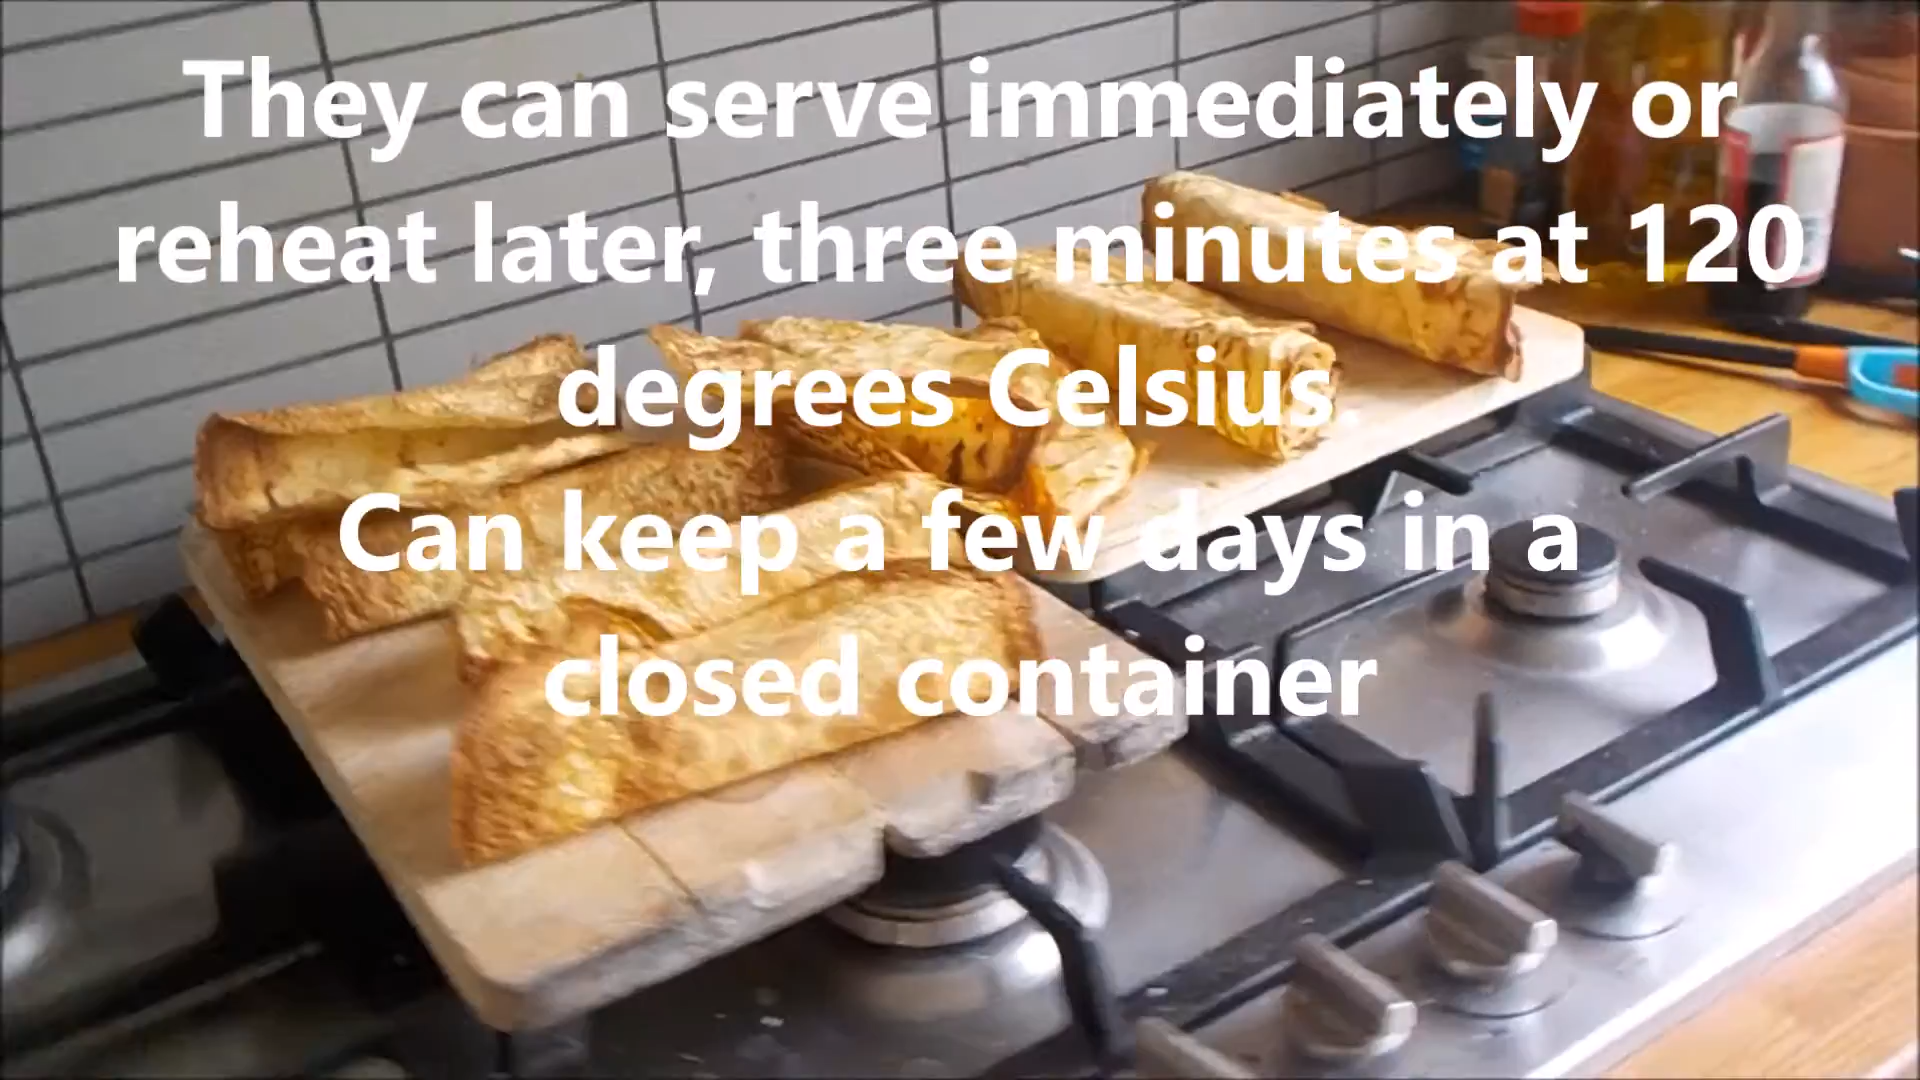 They can serve immediately or
reheat later, three minutes at 120
degrees Celsius.
Can keep a few days in a
closed container